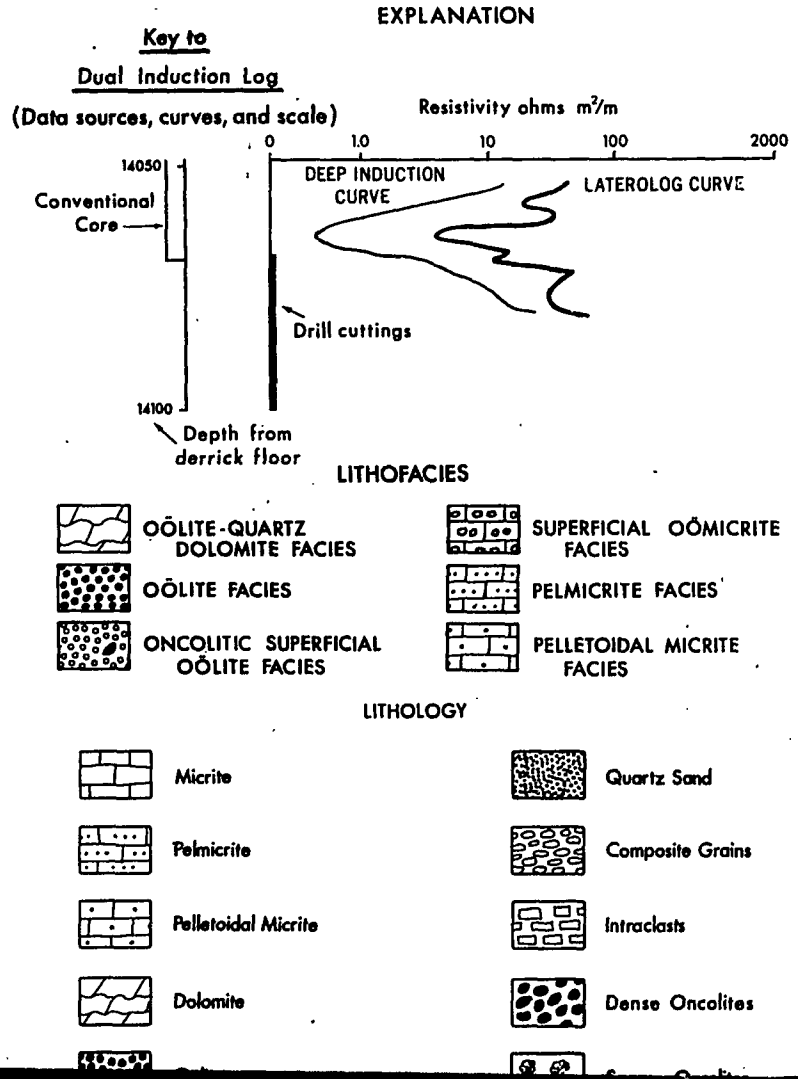 EXPLANATION
Key to
Dual Induction Log
(Data sources, curves, and scale)
Resistivity ohms m²/m
0 1.0 10 100 2000
14050
DEEP INDUCTION
CURVE
LATEROLOG CURVE
Conventional
Core
Drill cuttings
14100
Depth from
derrick floor
LITHOFACIES
OÖLITE-QUARTZ
DOLOMITE FACIES
SUPERFICIAL OÖMICRITE
FACIES
OÖLITE FACIES
PELMICRITE FACIES
ONCOLITIC SUPERFICIAL
OÖLITE FACIES
PELLETOIDAL MICRITE
FACIES
LITHOLOGY
Micrite
Quartz Sand
Pelmicrite
Composite Grains
Pelletoidal Micrite
Intraclasts
Dolomite
Dense Oncolites